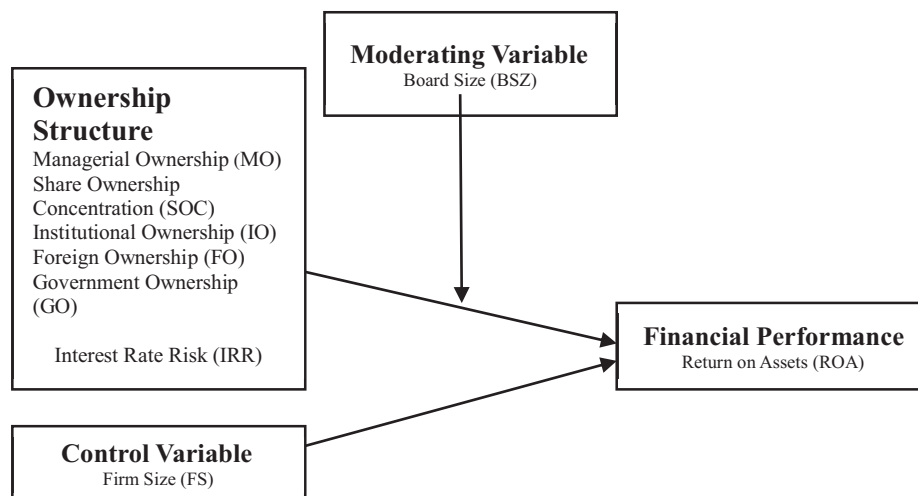 Moderating Variable
Board Size (BSZ)
Ownership
Structure
Managerial Ownership (MO)
Share Ownership
Concentration (SOC)
Institutional Ownership (IO)
Foreign Ownership (FO)
Government Ownership
(GO)
Interest Rate Risk (IRR)
Financial Performance
Return on Assets (ROA)
Control Variable
Firm Size (FS)